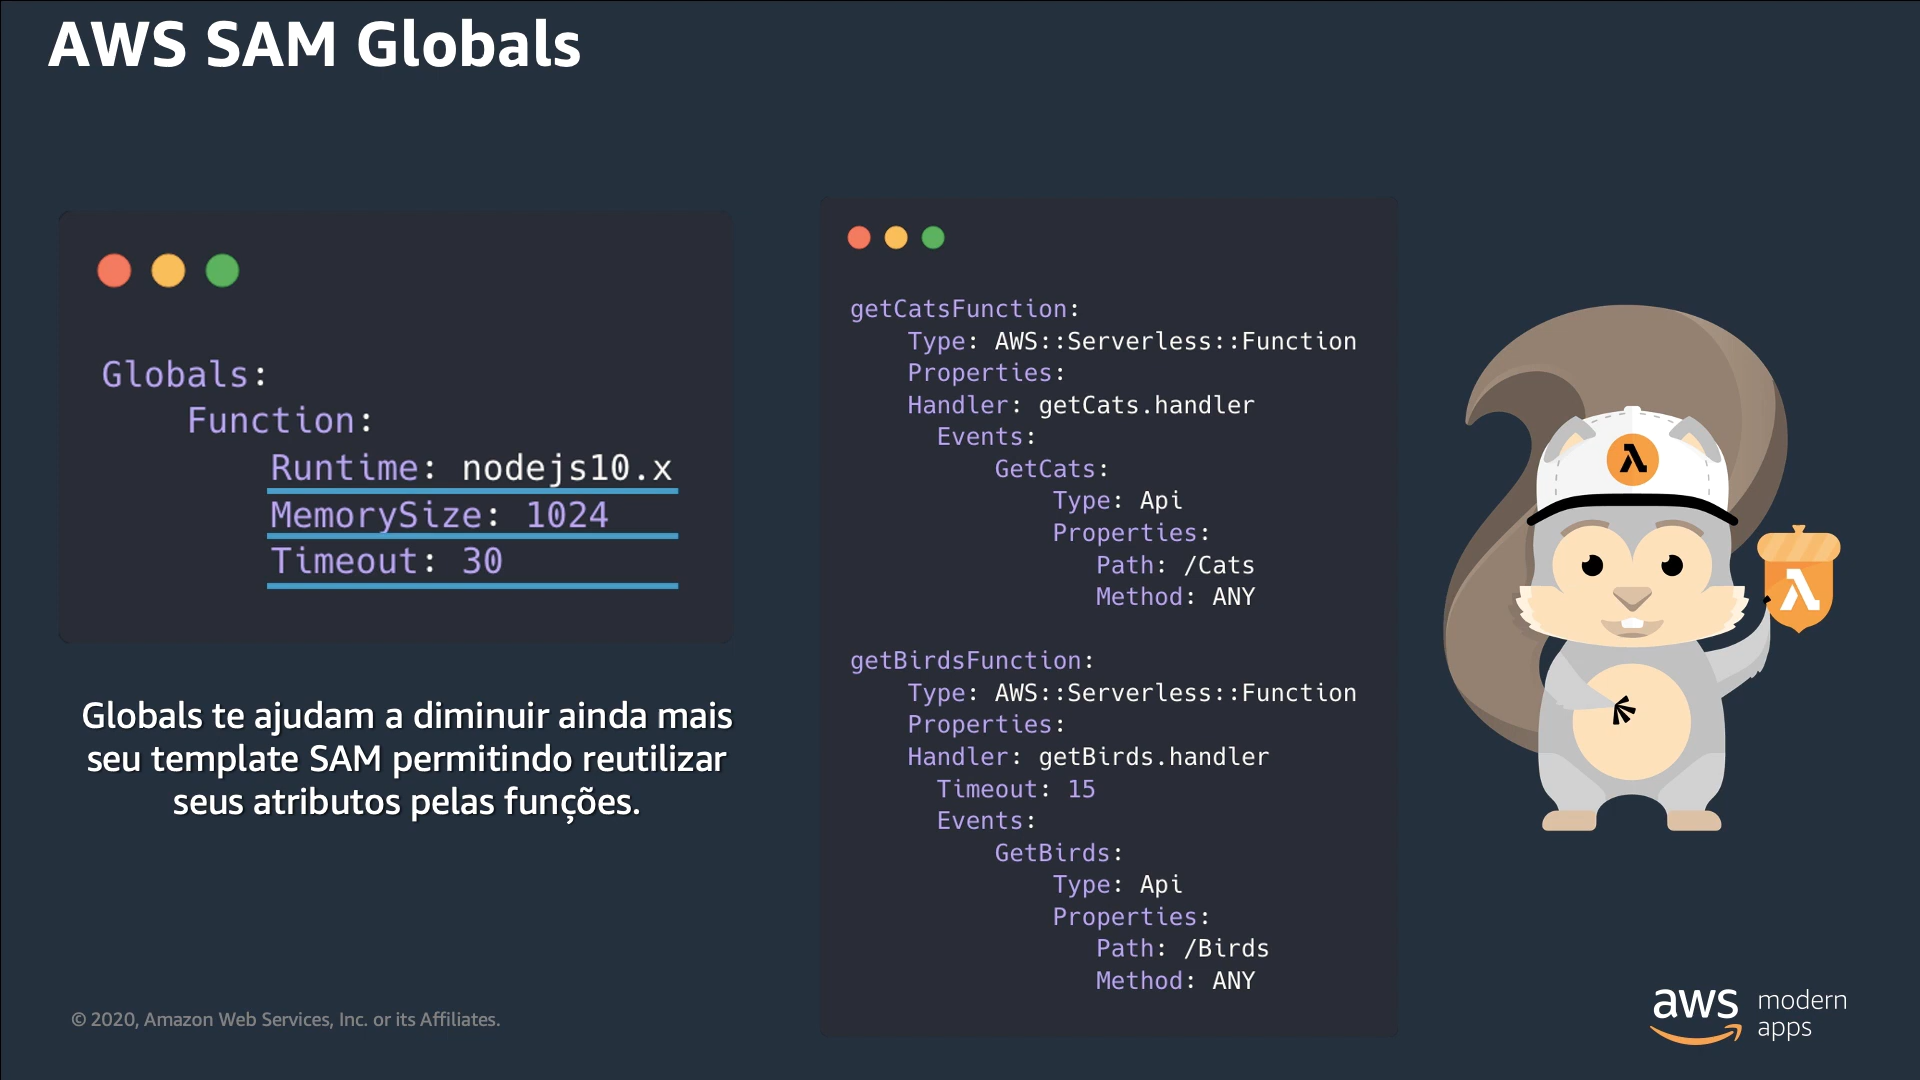 AWS SAM Globals
Globals:
Function:
Runtime: nodejs10.x
MemorySize: 1024
Timeout: 30
Globals te ajudam a diminuir ainda mais
seu template SAM permitindo reutilizar
seus atributos pelas funções.
getCatsFunction:
Type: AWS::Serverless::Function
Properties:
Handler: getCats.handler
Events:
GetCats:
Type: Api
Properties:
Path: /Cats
Method: ANY
getBirdsFunction:
Type: AWS::Serverless::Function
Properties:
Handler: getBirds.handler
Timeout: 15
Events:
GetBirds:
Type: Api
Properties:
Path: /Birds
Method: ANY
© 2020, Amazon Web Services, Inc. or its Affiliates.
aws modern
apps